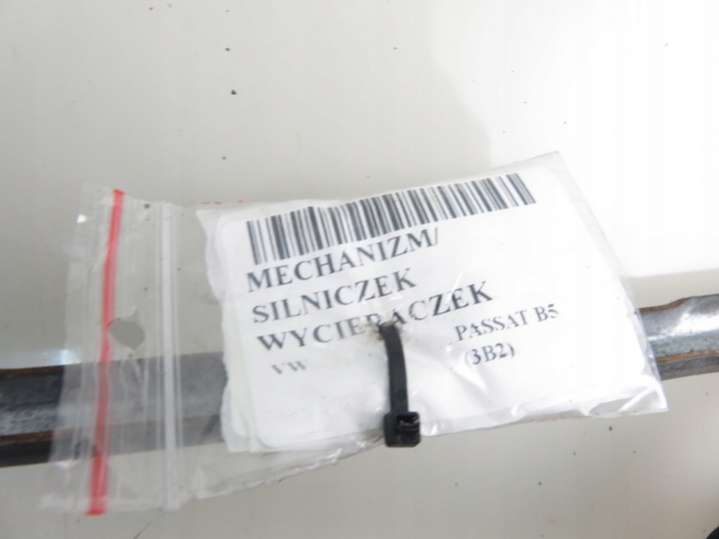 MECHANIZM/
SILNICZEK
WYCIERACZEK
VW PASSAT B5
(3B2)